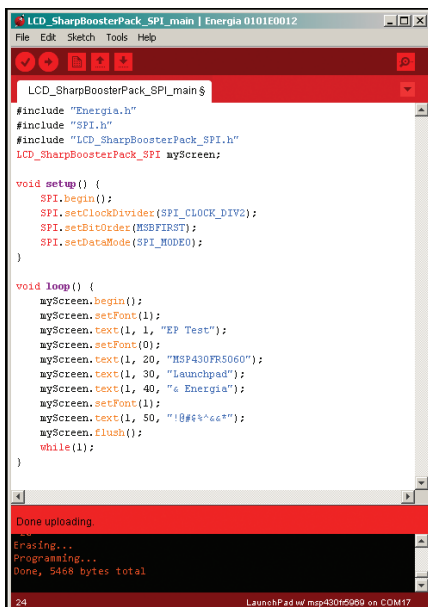 LCD_SharpBoosterPack_SPI_main | Energia 0101E0012
File Edit Sketch Tools Help
LCD_SharpBoosterPack_SPI_main §
#include "Energia.h"
#include "SPI.h"
#include "LCD_SharpBoosterPack_SPI.h"
LCD_SharpBoosterPack_SPI myScreen;
void setup() {
SPI.begin();
SPI.setClockDivider(SPI_CLOCK_DIV2);
SPI.setBitOrder(MSBFIRST);
SPI.setDataMode(SPI_MODE0);
}
void loop() {
myScreen.begin();
myScreen.setFont(1);
myScreen.text(1, 1, "EP Test");
myScreen.setFont(0);
myScreen.text(1, 20, "MSP430FR5060");
myScreen.text(1, 30, "Launchpad");
myScreen.text(1, 40, "& Energia");
myScreen.setFont(1);
myScreen.text(1, 50, "!@#$%^&&*");
myScreen.flush();
while(1);
}
Done uploading.
Erasing...
Programming...
Done, 5468 bytes total
24 LaunchPad w/ msp430fr5969 on COM17